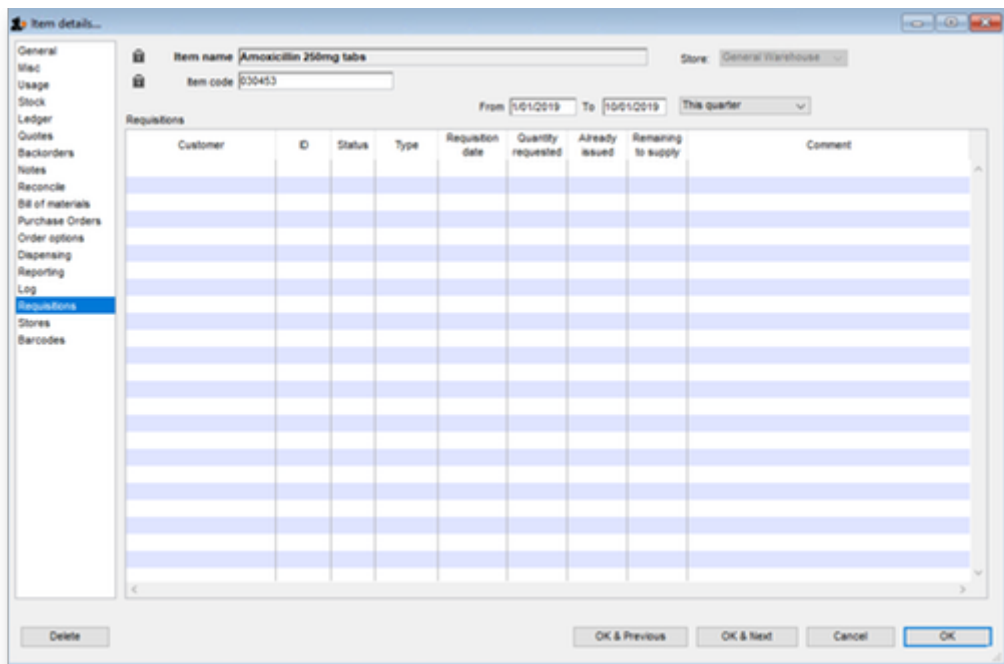 Item details...
General
Misc
Usage
Stock
Ledger
Quotes
Backorders
Notes
Reconcile
Bill of materials
Purchase Orders
Order options
Dispensing
Reporting
Log
Requisitions
Stores
Barcodes
Item name Amoxicillin 250mg tabs Store: General Warehouse
Item code 030453
From 1/01/2019 To 10/01/2019 This quarter
Requisitions
Customer ID Status Type Requisition date Quantity requested Already issued Remaining to supply Comment
Delete OK & Previous OK & Next Cancel OK